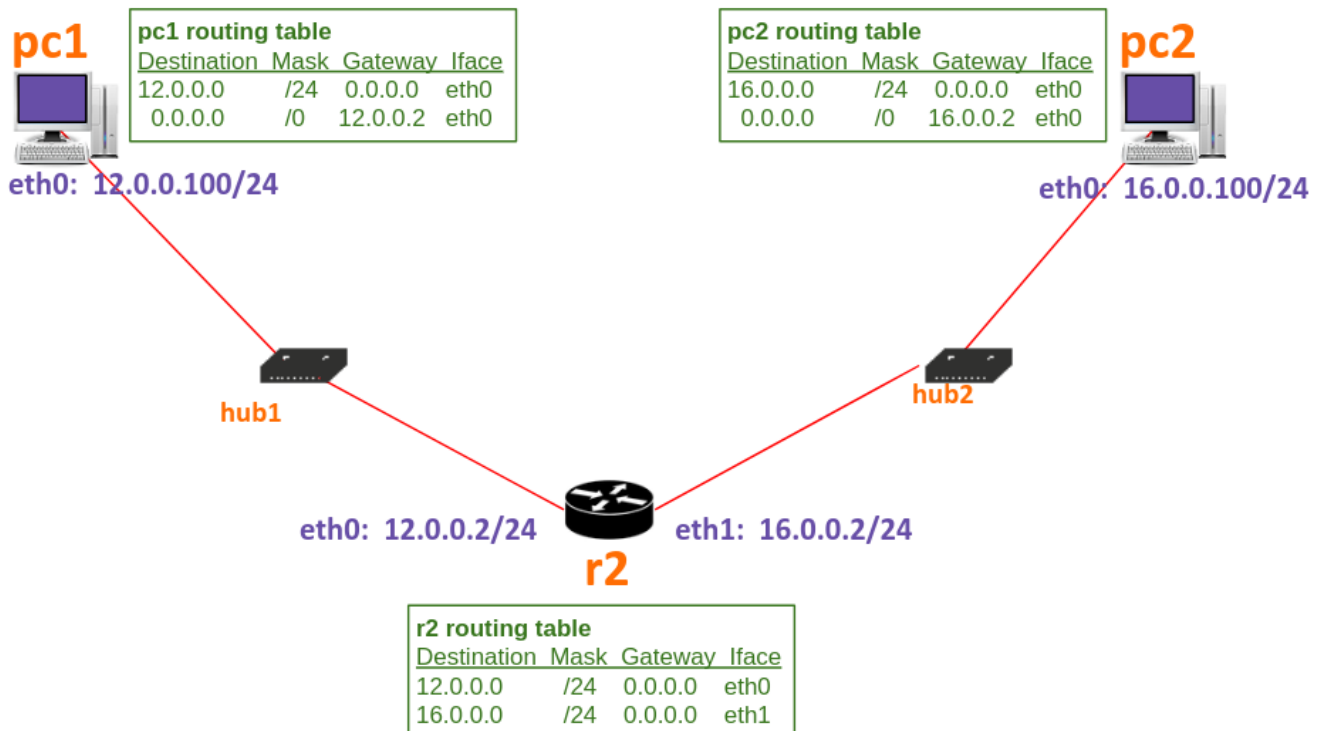 pc1
pc1 routing table
Destination Mask Gateway Iface
12.0.0.0 /24 0.0.0.0 eth0
0.0.0.0 /0 12.0.0.2 eth0
eth0: 12.0.0.100/24
pc2 routing table
Destination Mask Gateway Iface
16.0.0.0 /24 0.0.0.0 eth0
0.0.0.0 /0 16.0.0.2 eth0
pc2
eth0: 16.0.0.100/24
hub1
hub2
eth0: 12.0.0.2/24
eth1: 16.0.0.2/24
r2
r2 routing table
Destination Mask Gateway Iface
12.0.0.0 /24 0.0.0.0 eth0
16.0.0.0 /24 0.0.0.0 eth1